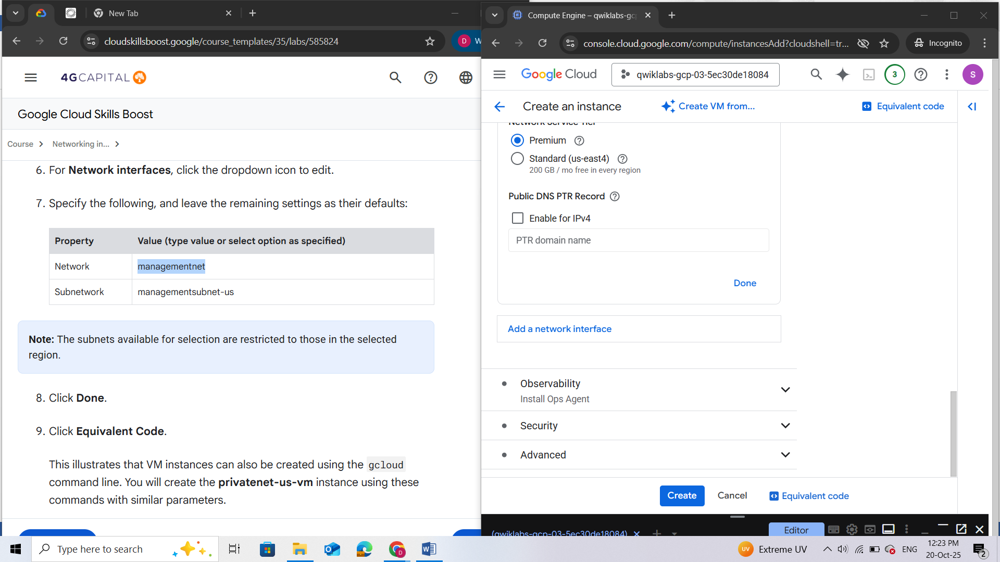 New Tab
cloudskillsboost.google/course_templates/35/labs/585824
D
W
4GCAPITAL
Google Cloud Skills Boost
Course
Networking in...
6. For Network interfaces, click the dropdown icon to edit.
7. Specify the following, and leave the remaining settings as their defaults:
Property Value (type value or select option as specified)
Network managementnet
Subnetwork managementsubnet-us
Note: The subnets available for selection are restricted to those in the selected
region.
8. Click Done.
9. Click Equivalent Code.
This illustrates that VM instances can also be created using the gcloud
command line. You will create the privatenet-us-vm instance using these
commands with similar parameters.
Compute Engine – qwiklabs-gcp
console.cloud.google.com/compute/instancesAdd?cloudshell=tr...
Incognito
Google Cloud
qwiklabs-gcp-03-5ec30de18084
3
S
Create an instance
Create VM from...
Equivalent code
Network Service Tier
Premium
Standard (us-east4)
200 GB / mo free in every region
Public DNS PTR Record
Enable for IPv4
PTR domain name
Done
Add a network interface
Observability
Install Ops Agent
Security
Advanced
Create
Cancel
Equivalent code
(qwiklabs-gcp-03-5ec30de18084)
Editor
Type here to search
D
W
UV
Extreme UV
ENG
12:23 PM
20-Oct-25
2